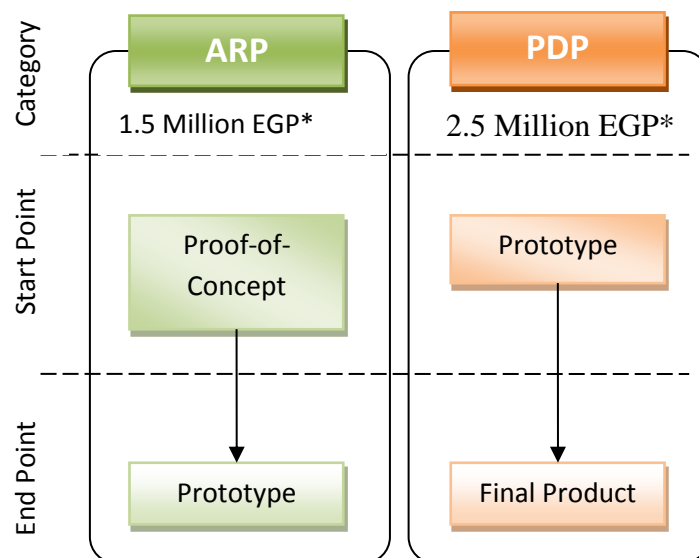 Category
ARP
PDP
1.5 Million EGP*
2.5 Million EGP*
Start Point
Proof-of-
Concept
Prototype
End Point
Prototype
Final Product